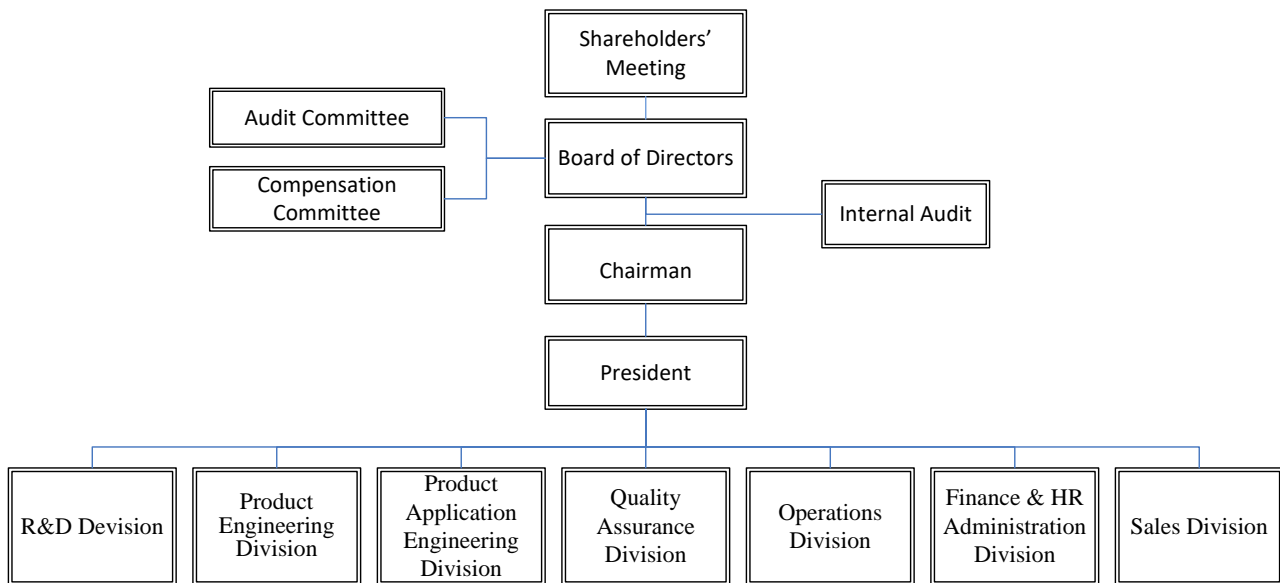 Shareholders’
Meeting
Audit Committee
Board of Directors
Compensation
Committee
Internal Audit
Chairman
President
R&D Devision
Product
Engineering
Division
Product
Application
Engineering
Division
Quality
Assurance
Division
Operations
Division
Finance & HR
Administration
Division
Sales Division